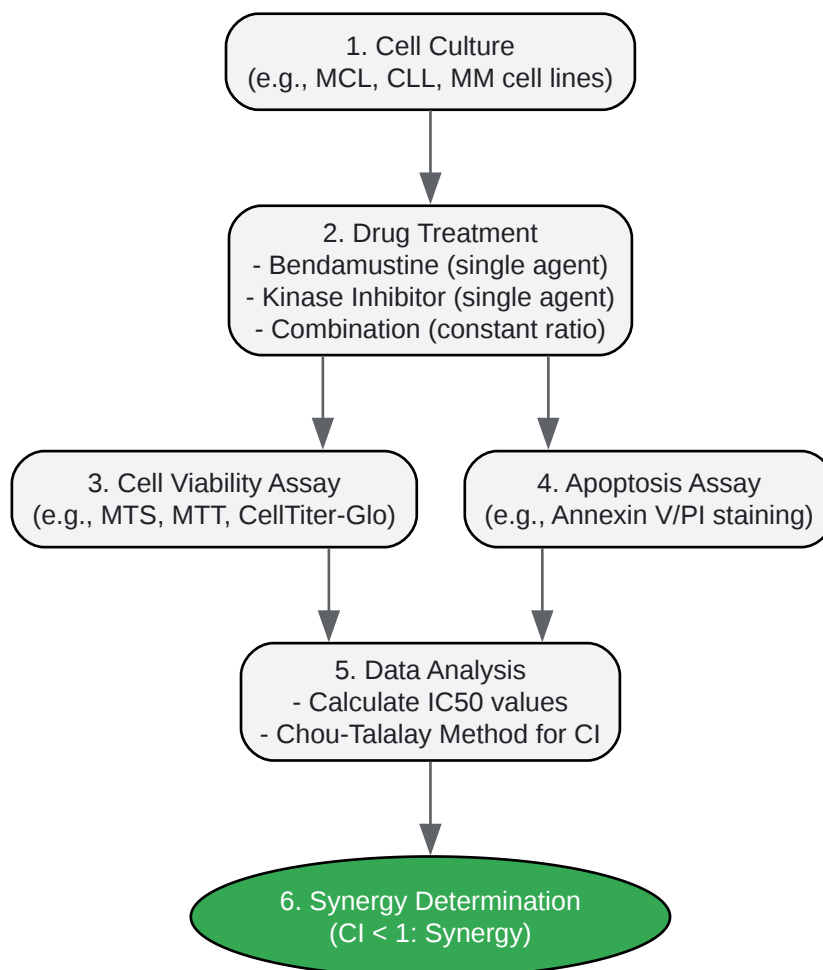 1. Cell Culture
(e.g., MCL, CLL, MM cell lines)
2. Drug Treatment
- Bendamustine (single agent)
- Kinase Inhibitor (single agent)
- Combination (constant ratio)
3. Cell Viability Assay
(e.g., MTS, MTT, CellTiter-Glo)
4. Apoptosis Assay
(e.g., Annexin V/PI staining)
5. Data Analysis
- Calculate IC50 values
- Chou-Talalay Method for CI
6. Synergy Determination
(CI < 1: Synergy)